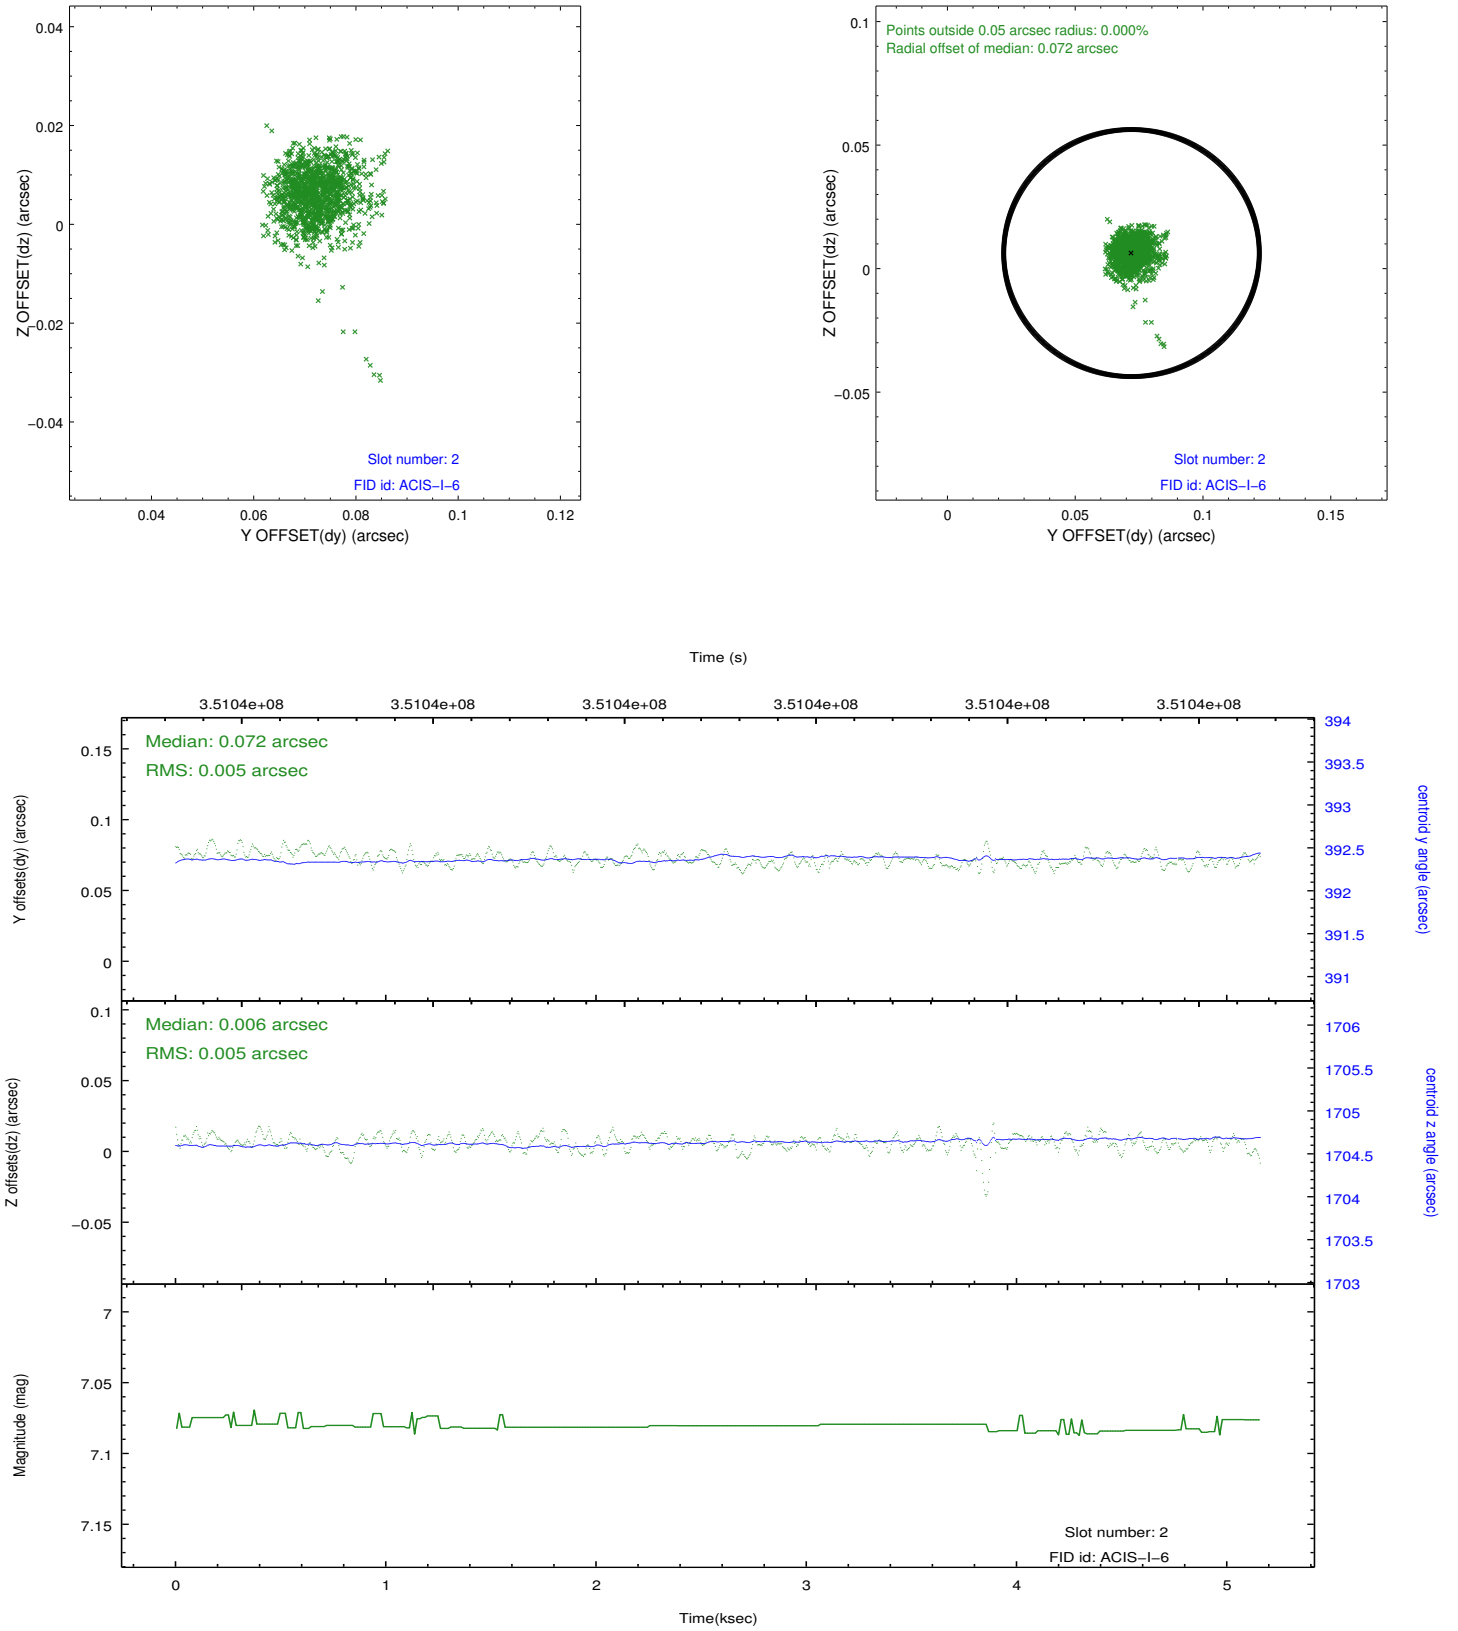 0.04
0.02
0
−0.02
−0.04
Z OFFSET(dz) (arcsec)
Slot number: 2
FID id: ACIS−I−6
0.04 0.06 0.08 0.1 0.12
Y OFFSET(dy) (arcsec)
Points outside 0.05 arcsec radius: 0.000%
Radial offset of median: 0.072 arcsec
0.1
0.05
0
−0.05
Z OFFSET(dz) (arcsec)
Slot number: 2
FID id: ACIS−I−6
0 0.05 0.1 0.15
Y OFFSET(dy) (arcsec)
Time (s)
3.5104e+08 3.5104e+08 3.5104e+08 3.5104e+08 3.5104e+08 3.5104e+08
Median: 0.072 arcsec
RMS: 0.005 arcsec
0.15
0.1
0.05
0
Y offsets(dy) (arcsec)
394
393.5
393
392.5
392
391.5
391
centroid y angle (arcsec)
Median: 0.006 arcsec
RMS: 0.005 arcsec
0.1
0.05
0
−0.05
Z offsets(dz) (arcsec)
1706
1705.5
1705
1704.5
1704
1703.5
1703
centroid z angle (arcsec)
7
7.05
7.1
7.15
Magnitude (mag)
Slot number: 2
FID id: ACIS−I−6
0 1 2 3 4 5
Time(ksec)